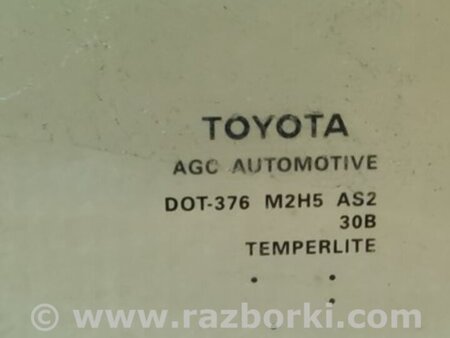 TOYOTA
AGC AUTOMOTIVE
DOT-376 M2H5 AS2
30B
TEMPERLITE
© www.razborki.com